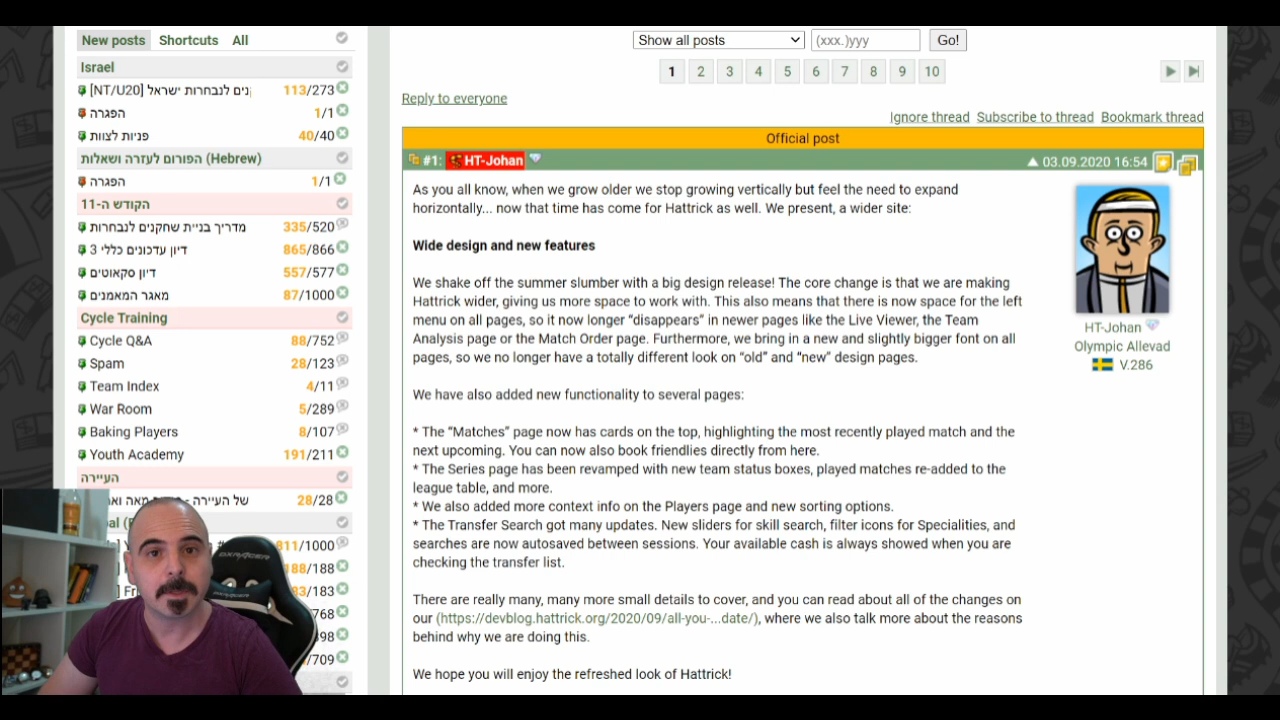 New posts Shortcuts All
Israel
[NT/U20] נים לנבחרות ישראל 113/273
הפגרה 1/1
פניות לצוות 40/40
הפורום לעזרה ושאלות (Hebrew)
הפגרה 1/1
הקודש ה-11
מדריך בניית שחקנים לנבחרות 335/520
דיון עדכונים כללי 3 865/866
דיון סקאוטים 557/577
מאגר המאמנים 87/1000
Cycle Training
Cycle Q&A 88/752
Spam 28/123
Team Index 4/11
War Room 5/289
Baking Players 8/107
Youth Academy 191/211
העיירה
של העיירה 28/28
811/1000
188/188
83/183
768
98
709
Show all posts (xxx.)yyy Go!
1 2 3 4 5 6 7 8 9 10
Reply to everyone
Ignore thread Subscribe to thread Bookmark thread
Official post
#1: HT-Johan 03.09.2020 16:54
As you all know, when we grow older we stop growing vertically but feel the need to expand
horizontally... now that time has come for Hattrick as well. We present, a wider site:
Wide design and new features
We shake off the summer slumber with a big design release! The core change is that we are making
Hattrick wider, giving us more space to work with. This also means that there is now space for the left
menu on all pages, so it now longer “disappears” in newer pages like the Live Viewer, the Team
Analysis page or the Match Order page. Furthermore, we bring in a new and slightly bigger font on all
pages, so we no longer have a totally different look on “old” and “new” design pages.
We have also added new functionality to several pages:
* The “Matches” page now has cards on the top, highlighting the most recently played match and the
next upcoming. You can now also book friendlies directly from here.
* The Series page has been revamped with new team status boxes, played matches re-added to the
league table, and more.
* We also added more context info on the Players page and new sorting options.
* The Transfer Search got many updates. New sliders for skill search, filter icons for Specialities, and
searches are now autosaved between sessions. Your available cash is always showed when you are
checking the transfer list.
There are really many, many more small details to cover, and you can read about all of the changes on
our (https://devblog.hattrick.org/2020/09/all-you-...date/), where we also talk more about the reasons
behind why we are doing this.
We hope you will enjoy the refreshed look of Hattrick!
HT-Johan
Olympic Allevad
V.286